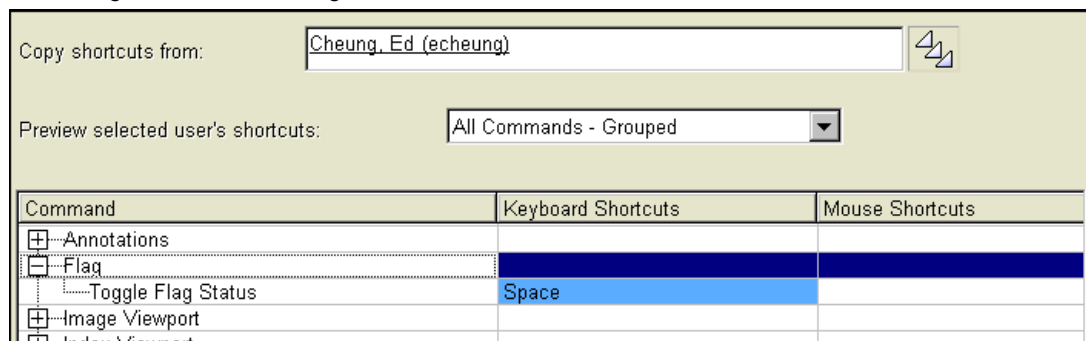 Copy shortcuts from: Cheung, Ed (echeung)
Preview selected user's shortcuts: All Commands - Grouped
Command Keyboard Shortcuts Mouse Shortcuts
Annotations
Flag
Toggle Flag Status Space
Image Viewport